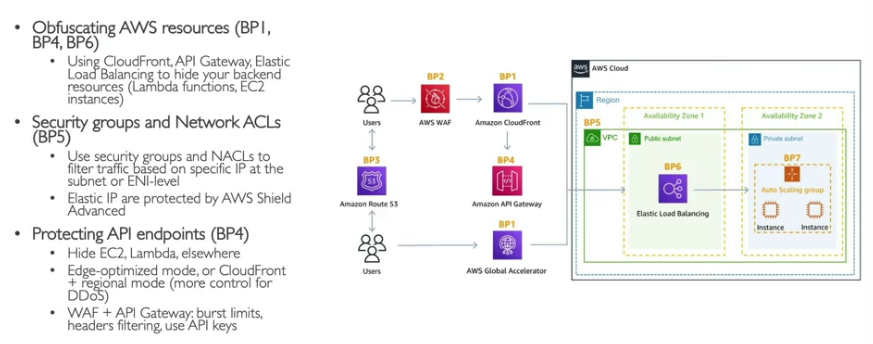 • Obfuscating AWS resources (BP1,
BP4, BP6)
• Using CloudFront, API Gateway, Elastic
Load Balancing to hide your backend
resources (Lambda functions, EC2
instances)
• Security groups and Network ACLs
(BP5)
• Use security groups and NACLs to
filter traffic based on specific IP at the
subnet or ENI-level
• Elastic IP are protected by AWS Shield
Advanced
• Protecting API endpoints (BP4)
• Hide EC2, Lambda, elsewhere
• Edge-optimized mode, or CloudFront
+ regional mode (more control for
DDoS)
• WAF + API Gateway: burst limits,
headers filtering, use API keys
Users
BP2
AWS WAF
BP1
Amazon CloudFront
BP3
53
Amazon Route 53
BP4
Amazon API Gateway
Users
BP1
AWS Global Accelerator
aws
AWS Cloud
Region
Availability Zone 1
Availability Zone 2
BP5
VPC
Public subnet
Private subnet
BP6
Elastic Load Balancing
BP7
Auto Scaling group
Instance
Instance